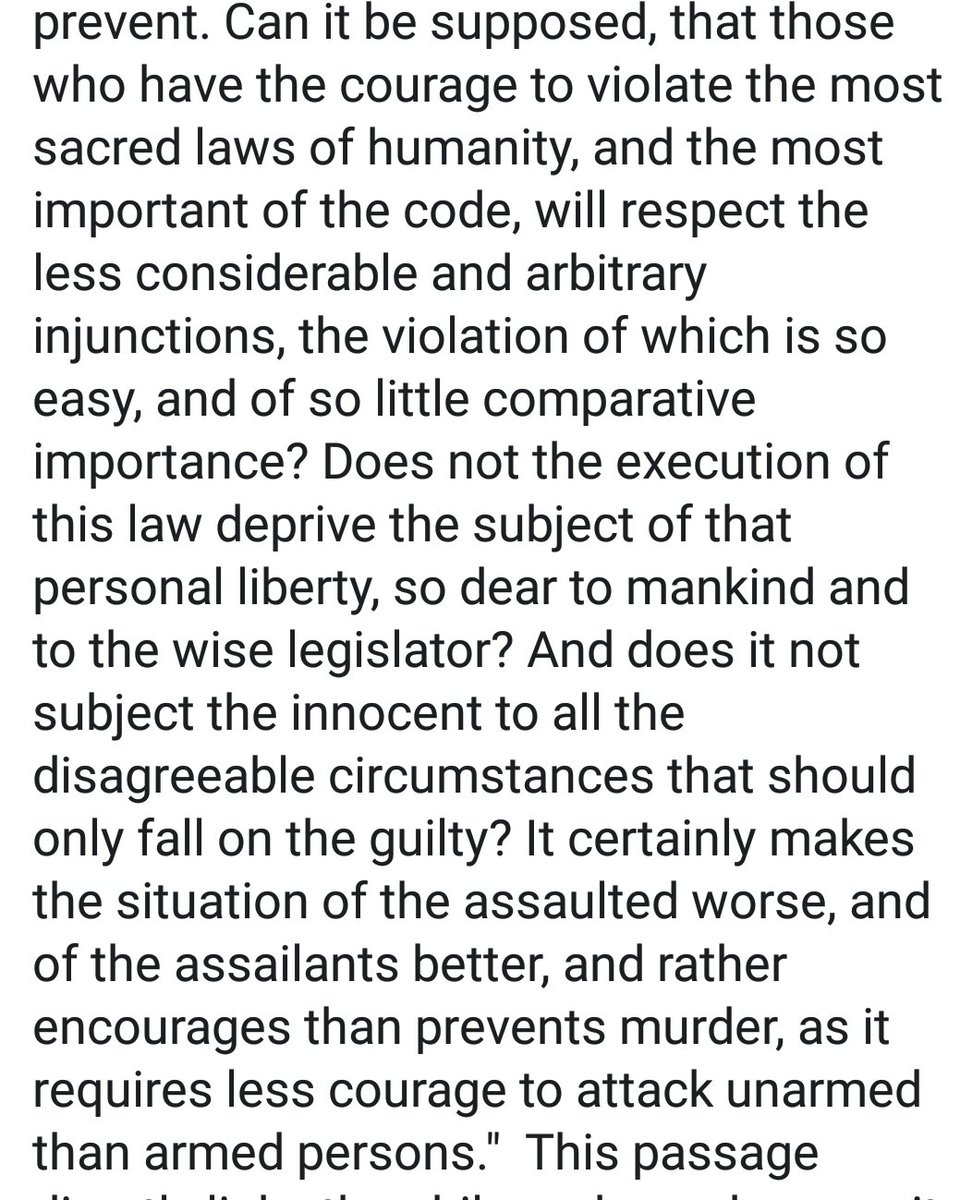 prevent. Can it be supposed, that those
who have the courage to violate the most
sacred laws of humanity, and the most
important of the code, will respect the
less considerable and arbitrary
injunctions, the violation of which is so
easy, and of so little comparative
importance? Does not the execution of
this law deprive the subject of that
personal liberty, so dear to mankind and
to the wise legislator? And does it not
subject the innocent to all the
disagreeable circumstances that should
only fall on the guilty? It certainly makes
the situation of the assaulted worse, and
of the assailants better, and rather
encourages than prevents murder, as it
requires less courage to attack unarmed
than armed persons."  This passage